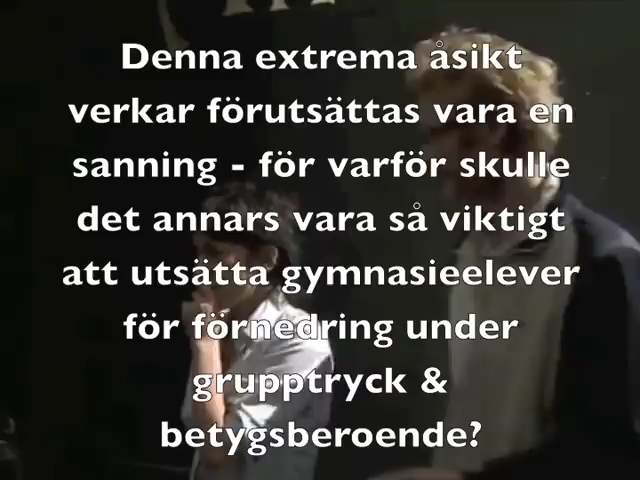 Denna extrema åsikt
verkar förutsättas vara en
sanning - för varför skulle
det annars vara så viktigt
att utsätta gymnasieelever
för förnedring under
grupptryck &
betygsberoende?